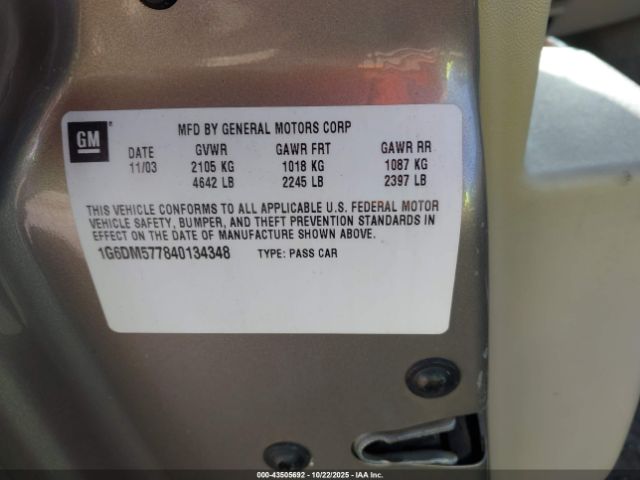 GM
MFD BY GENERAL MOTORS CORP
DATE GVWR GAWR FRT GAWR RR
11/03 2105 KG 1018 KG 1087 KG
4642 LB 2245 LB 2397 LB
THIS VEHICLE CONFORMS TO ALL APPLICABLE U.S. FEDERAL MOTOR
VEHICLE SAFETY, BUMPER, AND THEFT PREVENTION STANDARDS IN
EFFECT ON THE DATE OF MANUFACTURE SHOWN ABOVE.
1G6DM577840134348 TYPE: PASS CAR
000-43505692 - 10/22/2025 - IAAI.COM